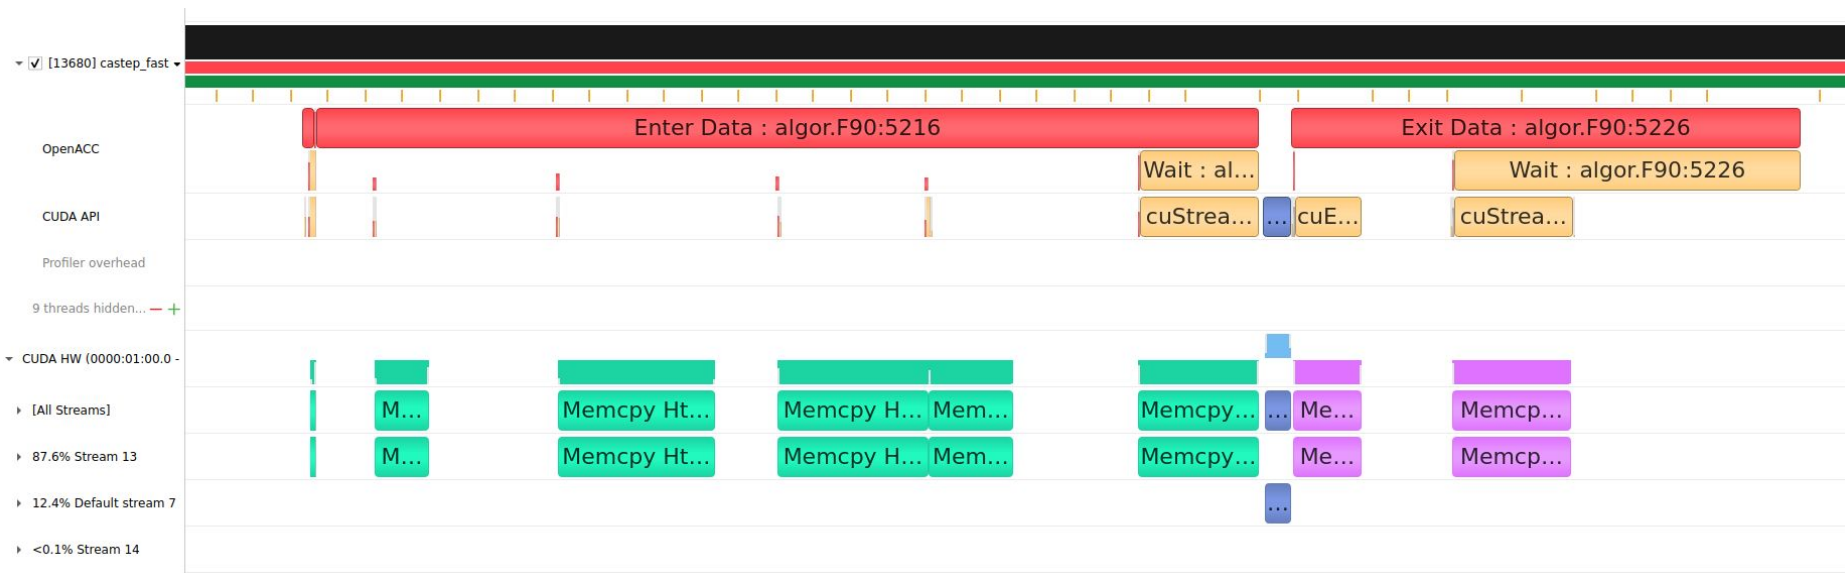 [13680] castep_fast
Enter Data : algor.F90:5216
Exit Data : algor.F90:5226
OpenACC
Wait : al...
Wait : algor.F90:5226
CUDA API
cuStrea...
...
cuE...
cuStrea...
Profiler overhead
9 threads hidden...
CUDA HW (0000:01:00.0 -
[All Streams]
M...
Memcpy Ht...
Memcpy H...
Mem...
Memcpy...
...
Me...
Memcp...
87.6% Stream 13
M...
Memcpy Ht...
Memcpy H...
Mem...
Memcpy...
Me...
Memcp...
12.4% Default stream 7
...
<0.1% Stream 14